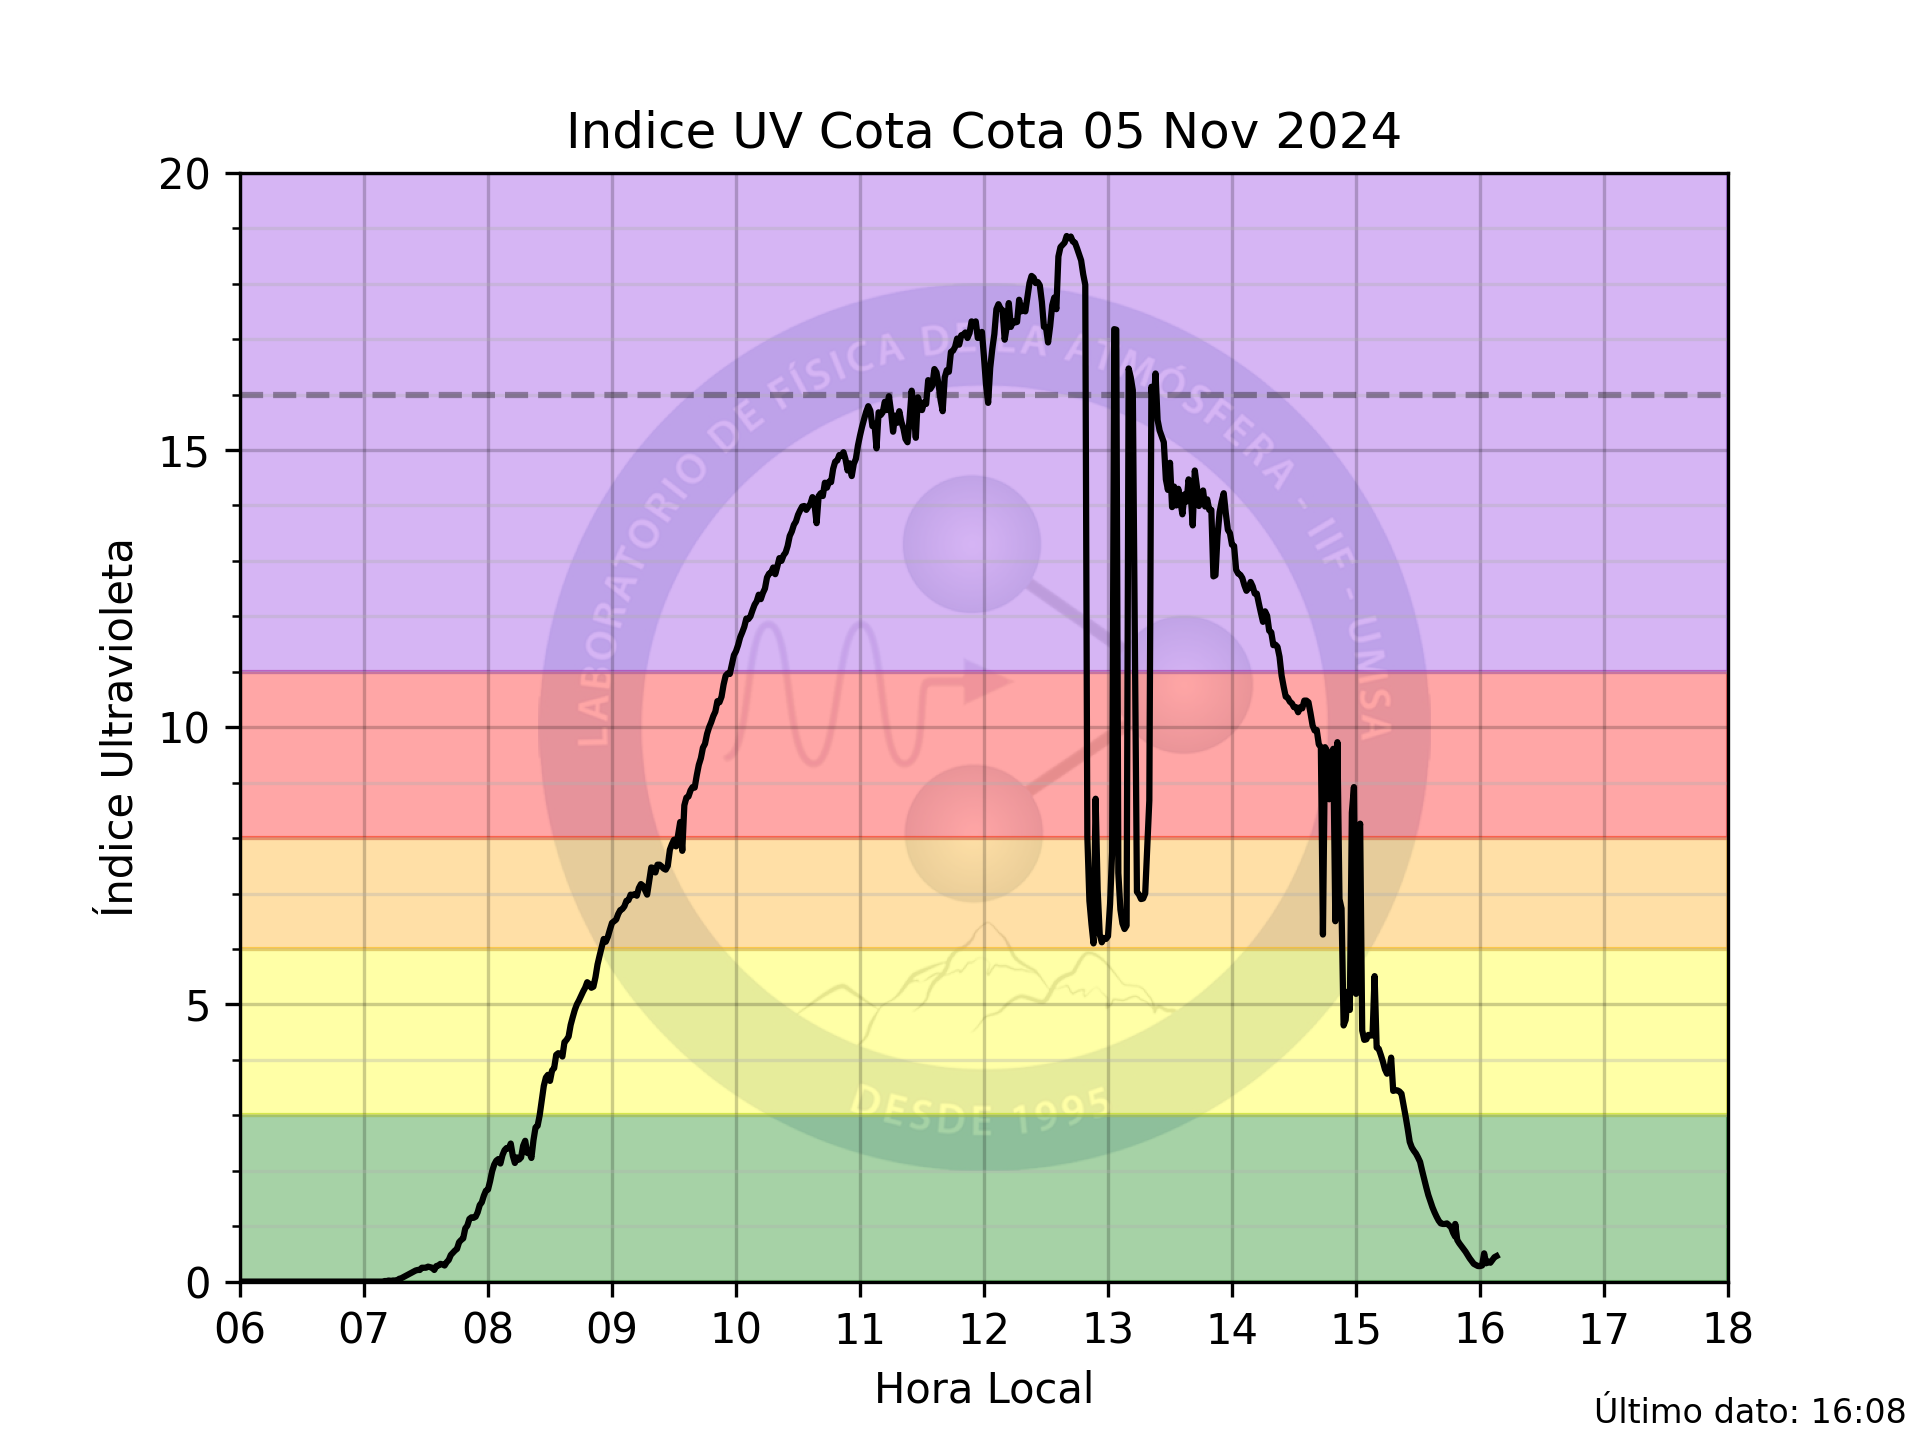 Indice UV Cota Cota 05 Nov 2024
20
15
10
5
0
Índice Ultravioleta
LABORATORIO DE FÍSICA DE LA ATMÓSFERA - IIF - UMSA
DESDE 1995
06 07 08 09 10 11 12 13 14 15 16 17 18
Hora Local
Último dato: 16:08